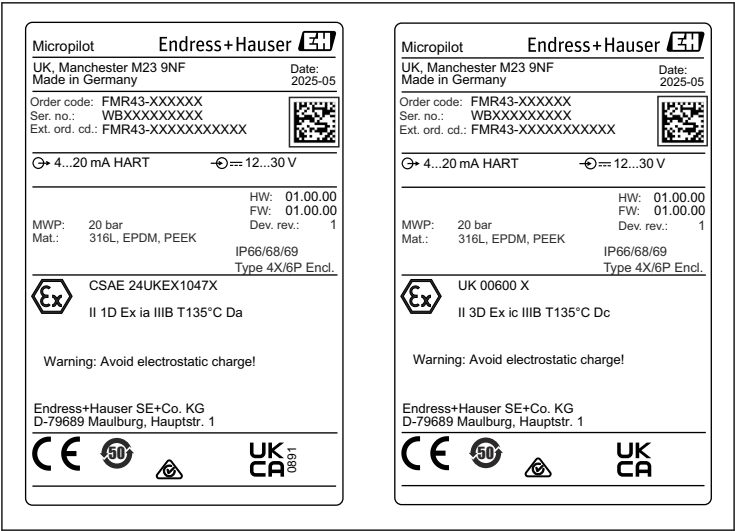 Micropilot Endress+Hauser EH
UK, Manchester M23 9NF Date:
Made in Germany 2025-05
Order code: FMR43-XXXXXX
Ser. no.: WBXXXXXXXXX
Ext. ord. cd.: FMR43-XXXXXXXXXXX
4...20 mA HART 12...30 V
HW: 01.00.00
FW: 01.00.00
MWP: 20 bar Dev. rev.: 1
Mat.: 316L, EPDM, PEEK
IP66/68/69
Type 4X/6P Encl.
Ex CSAE 24UKEX1047X
II 1D Ex ia IIIB T135°C Da
Warning: Avoid electrostatic charge!
Endress+Hauser SE+Co. KG
D-79689 Maulburg, Hauptstr. 1
CE 50 UK CA 0891
Micropilot Endress+Hauser EH
UK, Manchester M23 9NF Date:
Made in Germany 2025-05
Order code: FMR43-XXXXXX
Ser. no.: WBXXXXXXXXX
Ext. ord. cd.: FMR43-XXXXXXXXXXX
4...20 mA HART 12...30 V
HW: 01.00.00
FW: 01.00.00
MWP: 20 bar Dev. rev.: 1
Mat.: 316L, EPDM, PEEK
IP66/68/69
Type 4X/6P Encl.
Ex UK 00600 X
II 3D Ex ic IIIB T135°C Dc
Warning: Avoid electrostatic charge!
Endress+Hauser SE+Co. KG
D-79689 Maulburg, Hauptstr. 1
CE 50 UK CA